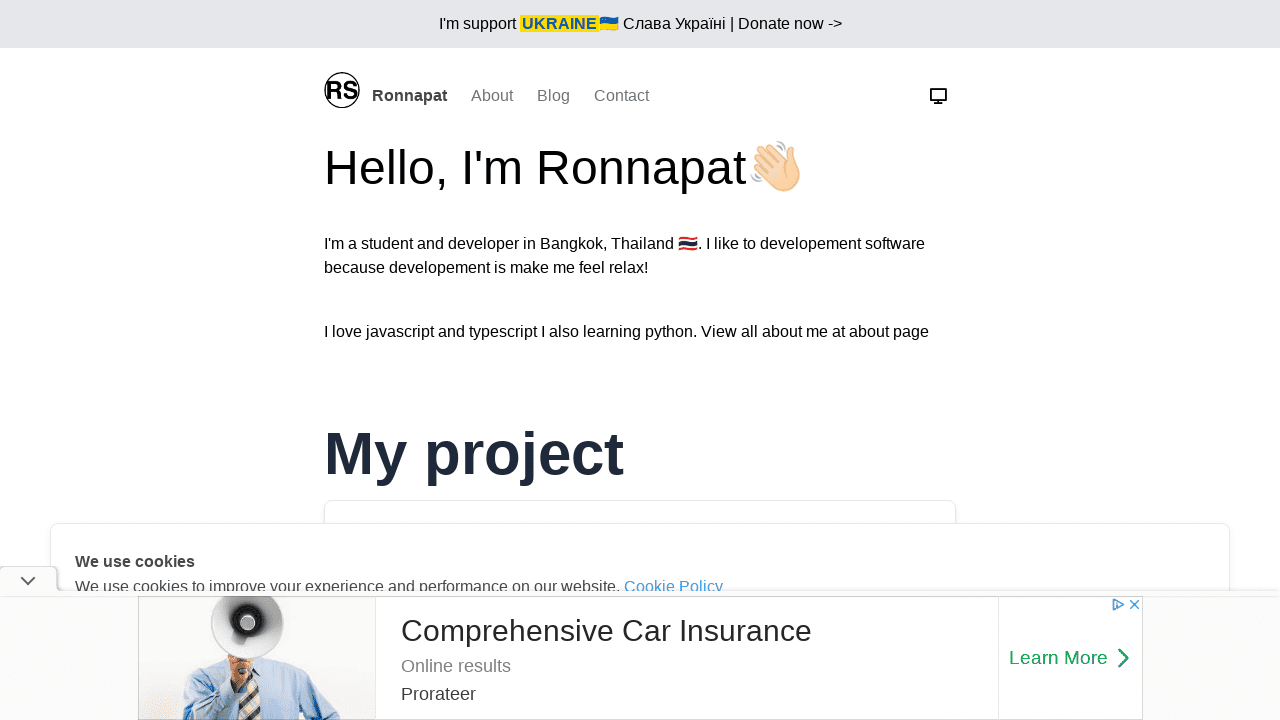 I'm support UKRAINE🇺🇦 Слава Україні | Donate now ->
RS Ronnapat About Blog Contact
Hello, I'm Ronnapat👋🏻
I'm a student and developer in Bangkok, Thailand 🇹🇭. I like to developement software
because developement is make me feel relax!
I love javascript and typescript I also learning python. View all about me at about page
My project
We use cookies
We use cookies to improve your experience and performance on our website. Cookie Policy
Comprehensive Car Insurance
Online results
Prorateer
Learn More